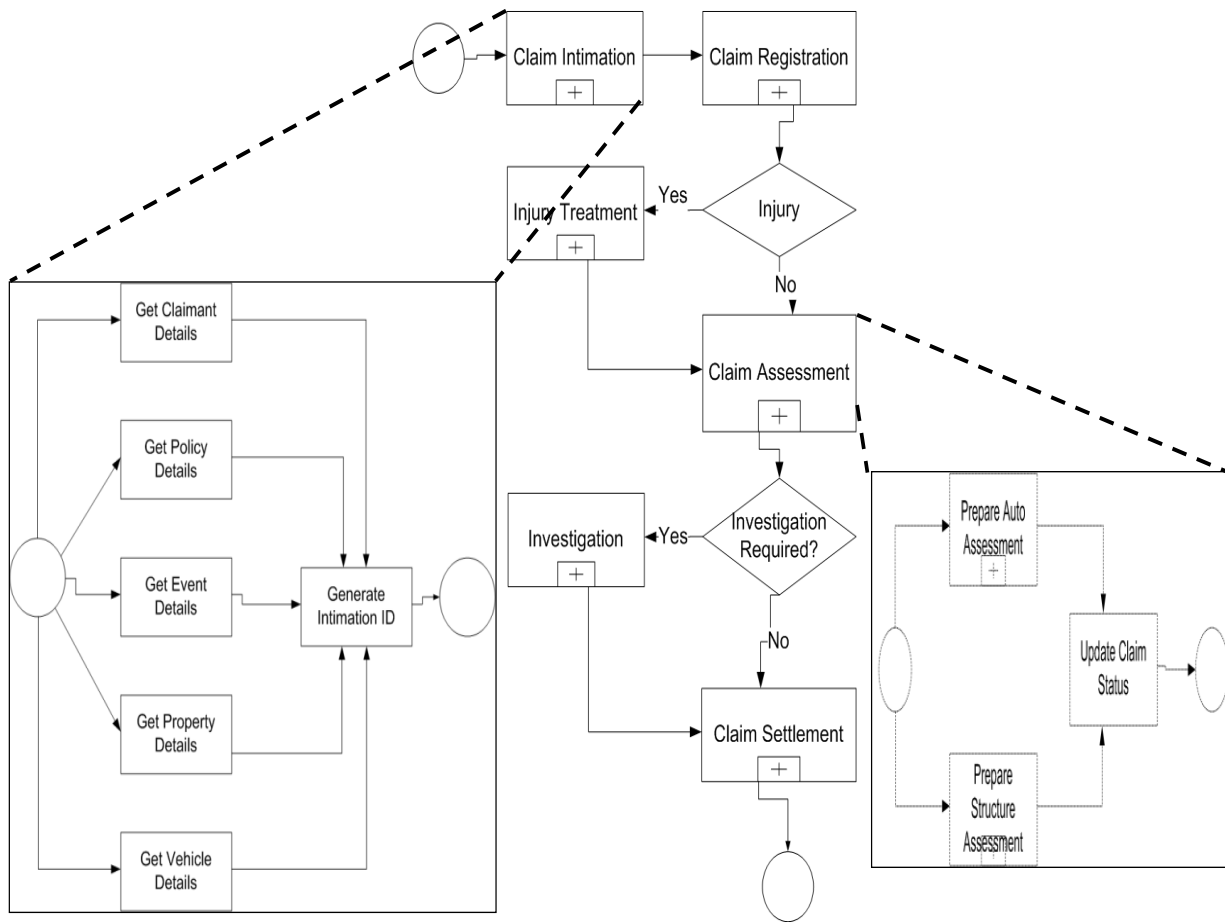 Claim Intimation
+
Claim Registration
+
Injury Treatment
+
Yes
Injury
No
Claim Assessment
+
Investigation
+
Yes
Investigation
Required?
No
Claim Settlement
+
Get Claimant
Details
Get Policy
Details
Get Event
Details
Get Property
Details
Get Vehicle
Details
Generate
Intimation ID
Prepare Auto
Assessment
+
Update Claim
Status
Prepare
Structure
Assessment
+